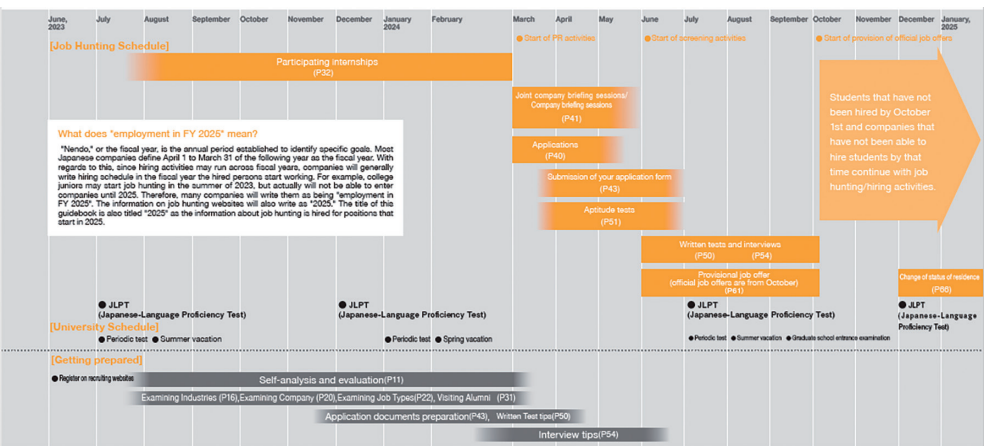 June, 2023
July
August
September
October
November
December
January 2024
February
March
April
May
June
July
August
September
October
November
December
January, 2025
[Job Hunting Schedule]
● Start of PR activities
● Start of screening activities
● Start of provision of official job offers
Participating internships
(P32)
Joint company briefing sessions/
Company briefing sessions
(P41)
Applications
(P40)
Submission of your application form
(P43)
Aptitude tests
(P51)
Written tests and interviews
(P50) (P54)
Provisional job offer
(official job offers are from October)
(P61)
Students that have not
been hired by October
1st and companies that
have not been able to
hire students by that
time continue with job
hunting/hiring activities.
Change of status of residence
(P66)
What does "employment in FY 2025" mean?
"Nendo," or the fiscal year, is the annual period established to identify specific goals. Most
Japanese companies define April 1 to March 31 of the following year as the fiscal year. With
regards to this, since hiring activities may run across fiscal years, companies will generally
write hiring schedule in the fiscal year the hired persons start working. For example, college
juniors may start job hunting in the summer of 2023, but actually will not be able to enter
companies until 2025. Therefore, many companies will write them as being "employment in
FY 2025". The information on job hunting websites will also write as "2025." The title of this
guidebook is also titled "2025" as the information about job hunting is hired for positions that
start in 2025.
● JLPT
(Japanese-Language Proficiency Test)
● JLPT
(Japanese-Language Proficiency Test)
● JLPT
(Japanese-Language Proficiency Test)
● JLPT
(Japanese-Language
Proficiency Test)
[University Schedule]
● Periodic test ● Summer vacation
● Periodic test ● Spring vacation
● Periodic test ● Summer vacation ● Graduate school entrance examination
[Getting prepared]
● Register on recruiting websites
Self-analysis and evaluation(P11)
Examining Industries (P16),Examining Company (P20),Examining Job Types(P22), Visiting Alumni (P31)
Application documents preparation(P43), Written Test tips(P50)
Interview tips(P54)